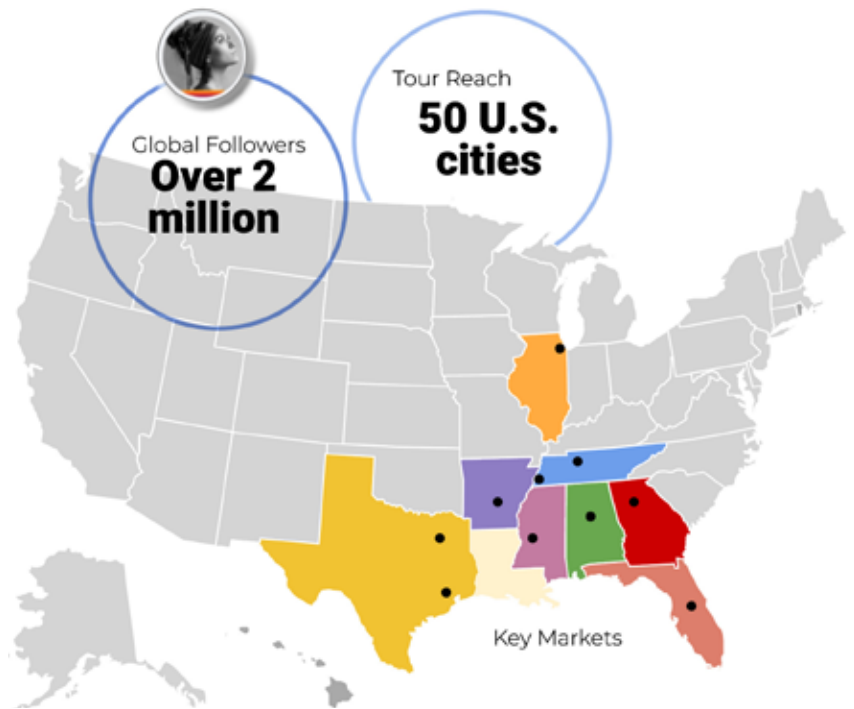 Global Followers
Over 2
million
Tour Reach
50 U.S.
cities
Key Markets